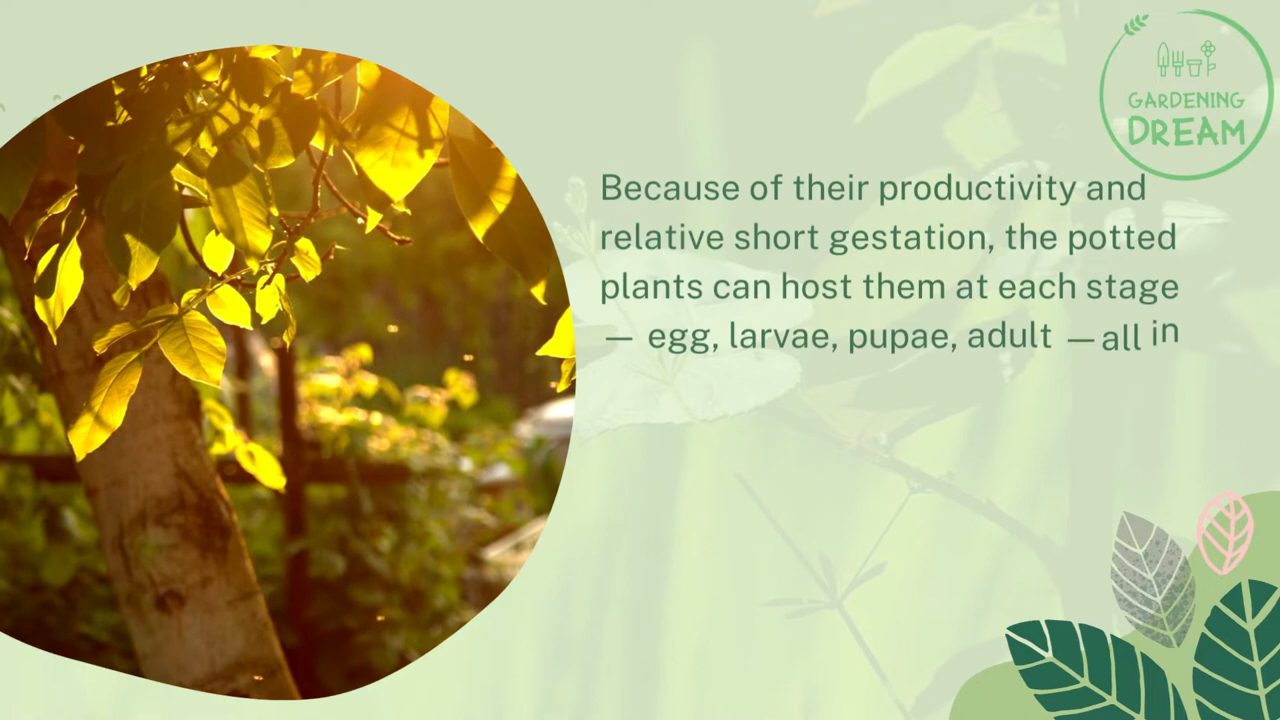 GARDENING
DREAM
Because of their productivity and
relative short gestation, the potted
plants can host them at each stage
— egg, larvae, pupae, adult — all in